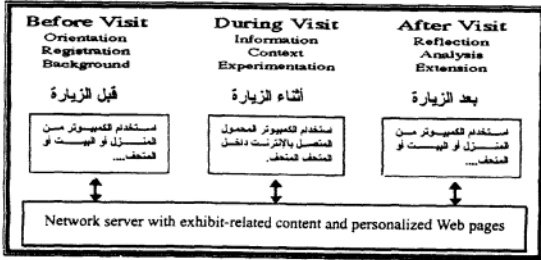 Before Visit
Orientation
Registration
Background
قبل الزيارة
استخدام الكمبيوتر من
المنزل أو البيت أو
المتحف....
During Visit
Information
Context
Experimentation
أثناء الزيارة
استخدام الكمبيوتر المحمول
المتصل بالإنترنت داخل
المتحف المتحف.
After Visit
Reflection
Analysis
Extension
بعد الزيارة
استخدام الكمبيوتر من
المنزل أو البيت أو
المتحف....
Network server with exhibit-related content and personalized Web pages